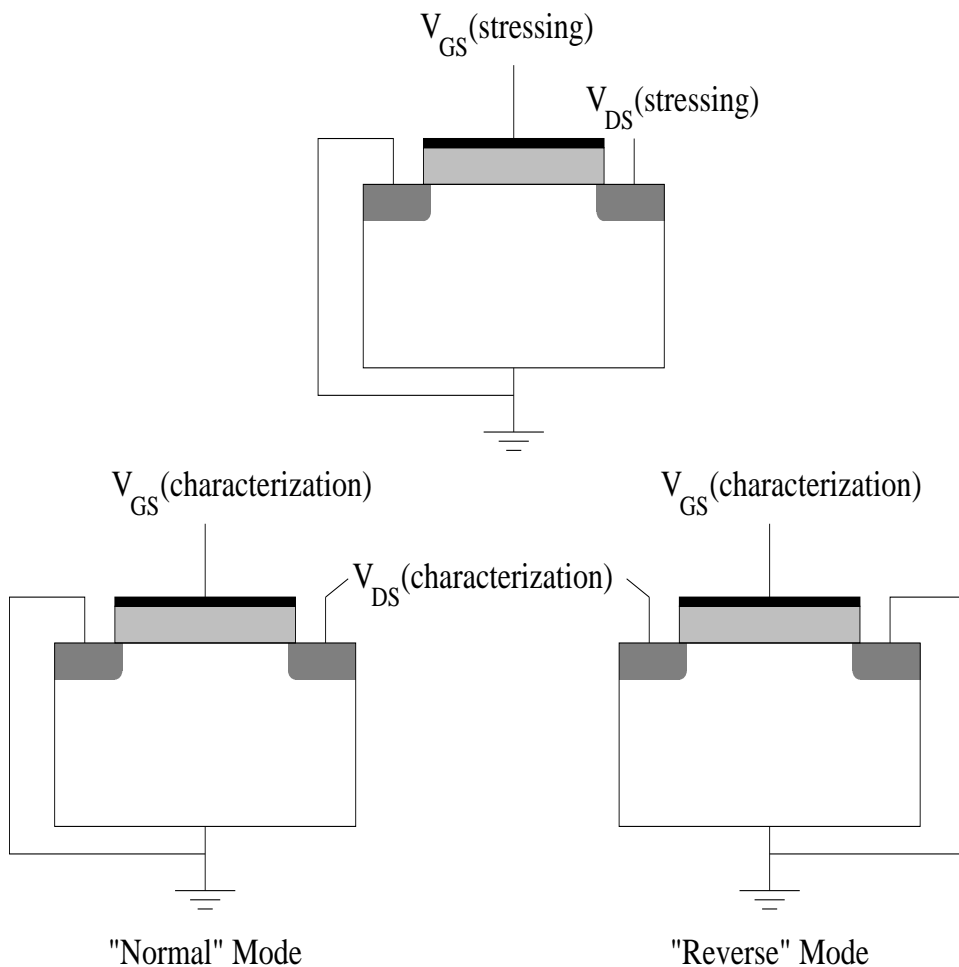 V_GS(stressing)
V_DS(stressing)
V_GS(characterization)
V_GS(characterization)
V_DS(characterization)
"Normal" Mode
"Reverse" Mode